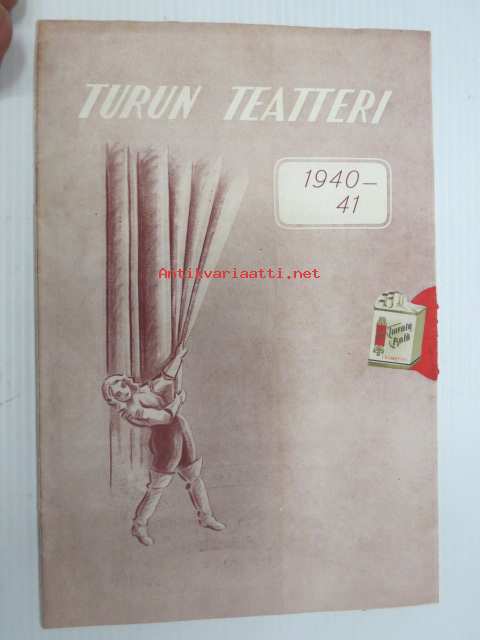 TURUN TEATTERI
1940—
41
Antikvariaatti.net